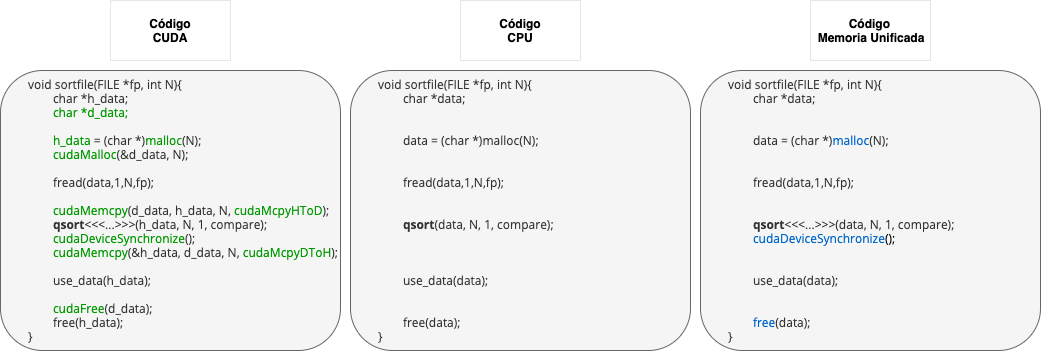 Código
CUDA
void sortfile(FILE *fp, int N){
char *h_data;
char *d_data;
h_data = (char *)malloc(N);
cudaMalloc(&d_data, N);
fread(data,1,N,fp);
cudaMemcpy(d_data, h_data, N, cudaMcpyHToD);
qsort<<<...>>>(h_data, N, 1, compare);
cudaDeviceSynchronize();
cudaMemcpy(&h_data, d_data, N, cudaMcpyDToH);
use_data(h_data);
cudaFree(d_data);
free(h_data);
}
Código
CPU
void sortfile(FILE *fp, int N){
char *data;
data = (char *)malloc(N);
fread(data,1,N,fp);
qsort(data, N, 1, compare);
use_data(data);
free(data);
}
Código
Memoria Unificada
void sortfile(FILE *fp, int N){
char *data;
data = (char *)malloc(N);
fread(data,1,N,fp);
qsort<<<...>>>(data, N, 1, compare);
cudaDeviceSynchronize();
use_data(data);
free(data);
}